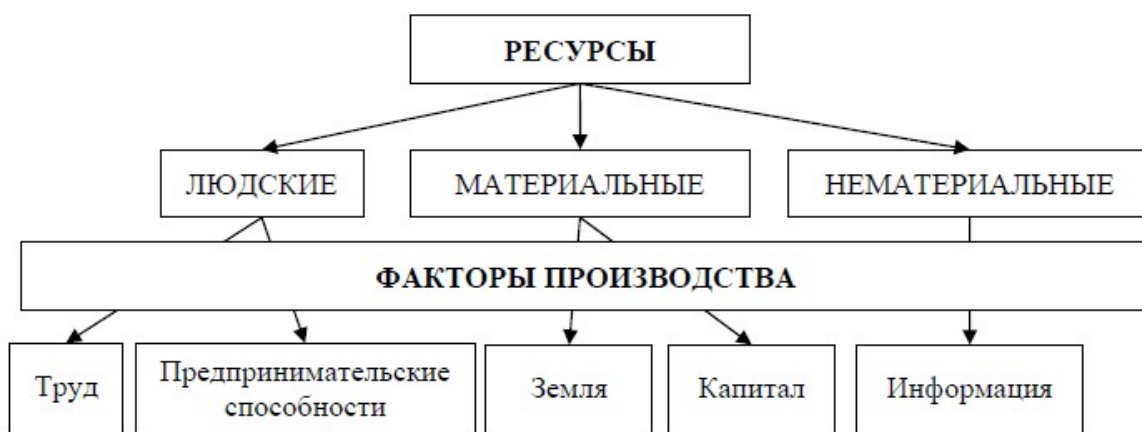 РЕСУРСЫ
ЛЮДСКИЕ
МАТЕРИАЛЬНЫЕ
НЕМАТЕРИАЛЬНЫЕ
ФАКТОРЫ ПРОИЗВОДСТВА
Труд
Предпринимательские
способности
Земля
Капитал
Информация